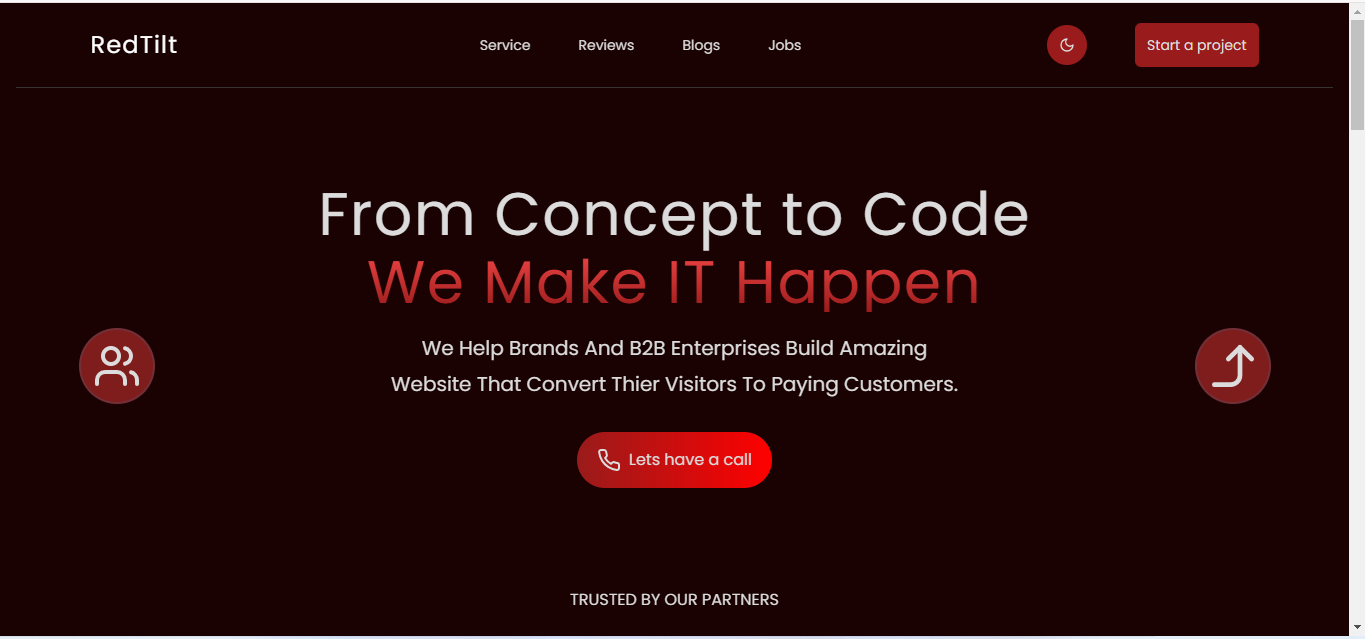 RedTilt
Service
Reviews
Blogs
Jobs
Start a project
From Concept to Code
We Make IT Happen
We Help Brands And B2B Enterprises Build Amazing
Website That Convert Thier Visitors To Paying Customers.
Lets have a call
TRUSTED BY OUR PARTNERS